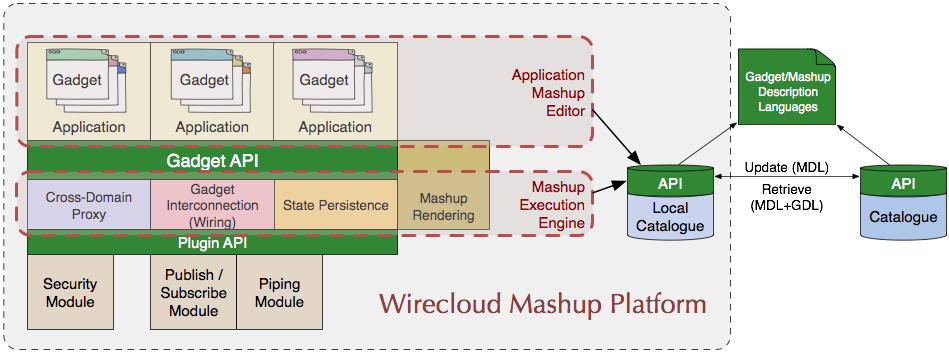 Gadget
Gadget
Gadget
Application
Application
Application
Application
Mashup
Editor
Gadget API
Cross-Domain
Proxy
Gadget
Interconnection
(Wiring)
State Persistence
Mashup
Rendering
Mashup
Execution
Engine
Plugin API
Security
Module
Publish /
Subscribe
Module
Piping
Module
Wirecloud Mashup Platform
Gadget/Mashup
Description
Languages
API
Local
Catalogue
Update (MDL)
Retrieve
(MDL+GDL)
API
Catalogue